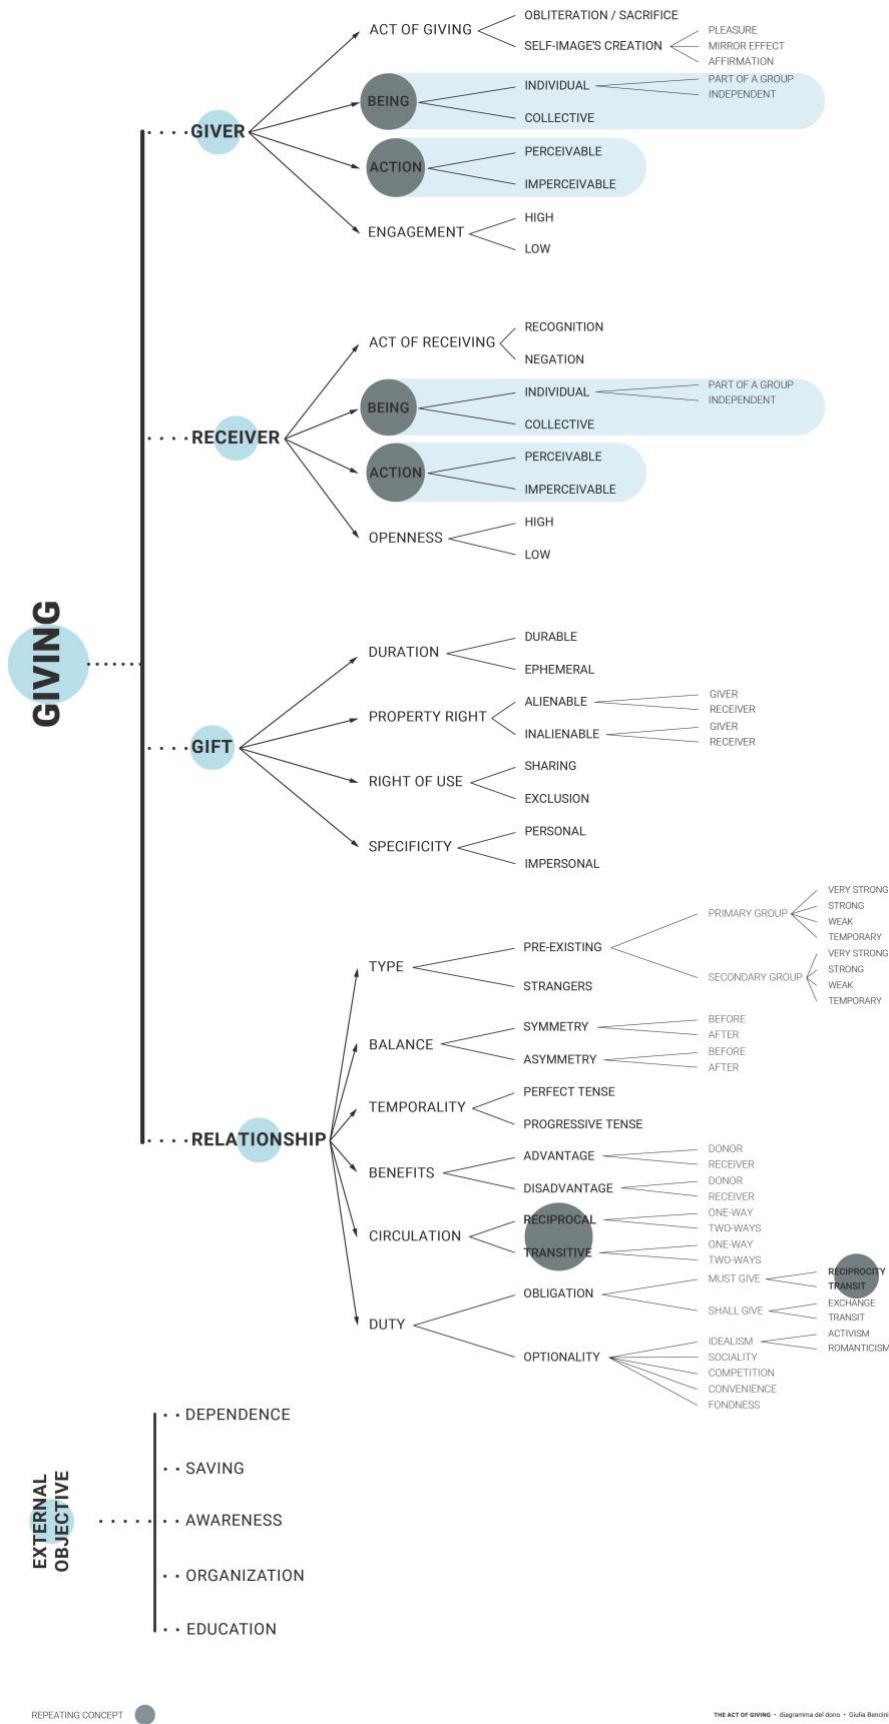 GIVING
GIVER
ACT OF GIVING
OBLITERATION / SACRIFICE
SELF-IMAGE'S CREATION
PLEASURE
MIRROR EFFECT
AFFIRMATION
BEING
INDIVIDUAL
PART OF A GROUP
INDEPENDENT
COLLECTIVE
ACTION
PERCEIVABLE
IMPERCEIVABLE
ENGAGEMENT
HIGH
LOW
RECEIVER
ACT OF RECEIVING
RECOGNITION
NEGATION
BEING
INDIVIDUAL
PART OF A GROUP
INDEPENDENT
COLLECTIVE
ACTION
PERCEIVABLE
IMPERCEIVABLE
OPENNESS
HIGH
LOW
GIFT
DURATION
DURABLE
EPHEMERAL
PROPERTY RIGHT
ALIENABLE
GIVER
RECEIVER
INALIENABLE
GIVER
RECEIVER
RIGHT OF USE
SHARING
EXCLUSION
SPECIFICITY
PERSONAL
IMPERSONAL
RELATIONSHIP
TYPE
PRE-EXISTING
PRIMARY GROUP
VERY STRONG
STRONG
WEAK
TEMPORARY
SECONDARY GROUP
VERY STRONG
STRONG
WEAK
TEMPORARY
STRANGERS
BALANCE
SYMMETRY
BEFORE
AFTER
ASYMMETRY
BEFORE
AFTER
TEMPORALITY
PERFECT TENSE
PROGRESSIVE TENSE
BENEFITS
ADVANTAGE
DONOR
RECEIVER
DISADVANTAGE
DONOR
RECEIVER
CIRCULATION
RECIPROCAL
ONE-WAY
TWO-WAYS
TRANSITIVE
ONE-WAY
TWO-WAYS
DUTY
OBLIGATION
MUST GIVE
RECIPROCITY
TRANSIT
SHALL GIVE
EXCHANGE
TRANSIT
OPTIONALITY
IDEALISM
ACTIVISM
ROMANTICISM
SOCIALITY
COMPETITION
CONVENIENCE
FONDNESS
EXTERNAL
OBJECTIVE
DEPENDENCE
SAVING
AWARENESS
ORGANIZATION
EDUCATION
REPEATING CONCEPT
THE ACT OF GIVING • diagramma del dono • Giulia Bencini